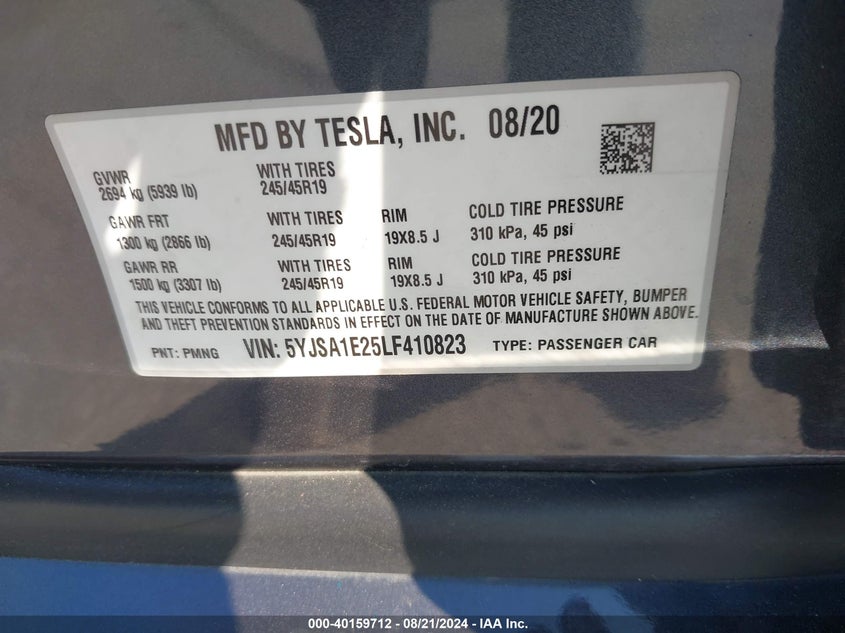 MFD BY TESLA, INC. 08/20
GVWR WITH TIRES
2694 kg (5939 lb) 245/45R19
GAWR FRT WITH TIRES RIM COLD TIRE PRESSURE
1300 kg (2866 lb) 245/45R19 19X8.5 J 310 kPa, 45 psi
GAWR RR WITH TIRES RIM COLD TIRE PRESSURE
1500 kg (3307 lb) 245/45R19 19X8.5 J 310 kPa, 45 psi
THIS VEHICLE CONFORMS TO ALL APPLICABLE U.S. FEDERAL MOTOR VEHICLE SAFETY, BUMPER
AND THEFT PREVENTION STANDARDS IN EFFECT ON THE DATE OF MANUFACTURE SHOWN ABOVE.
PNT: PMNG VIN: 5YJSA1E25LF410823 TYPE: PASSENGER CAR
000-40159712 - 08/21/2024 - IAA Inc.